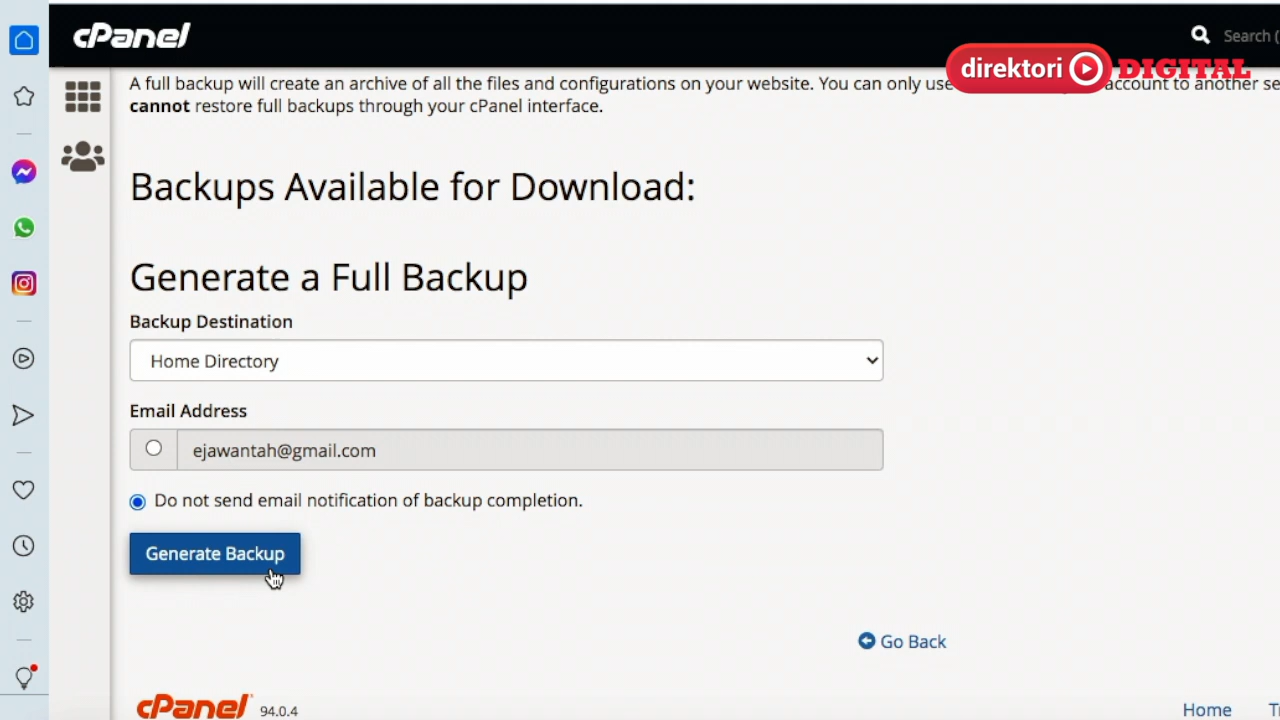 cPanel
Search (
direktori DIGITAL
A full backup will create an archive of all the files and configurations on your website. You can only use account to another se
cannot restore full backups through your cPanel interface.
Backups Available for Download:
Generate a Full Backup
Backup Destination
Home Directory
Email Address
ejawantah@gmail.com
Do not send email notification of backup completion.
Generate Backup
Go Back
cPanel 94.0.4
Home